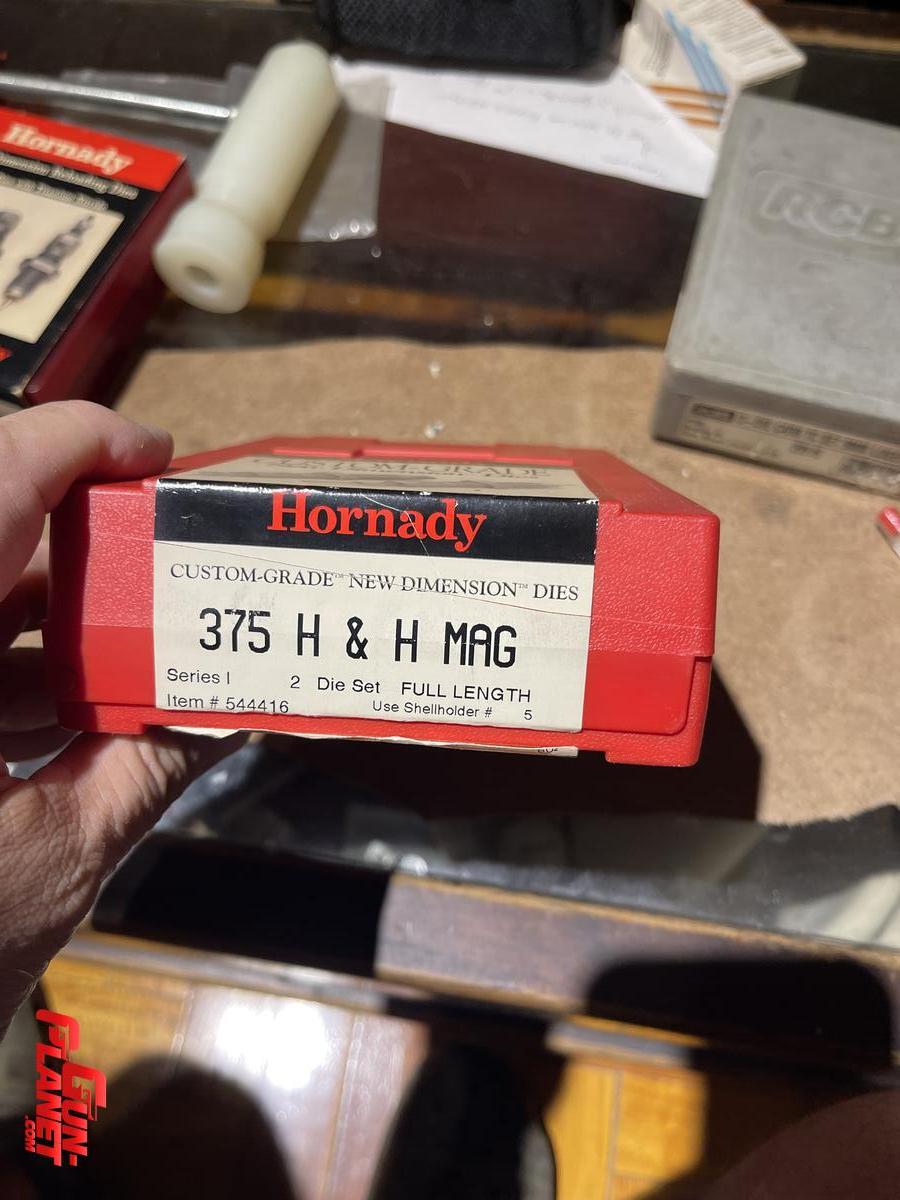 Hornady
RCB
CUSTOM-GRADE
Hornady
CUSTOM-GRADE™ NEW DIMENSION™ DIES
375 H & H MAG
Series I 2 Die Set FULL LENGTH
Item # 544416 Use Shellholder # 5
GUN-
PLANET
.COM